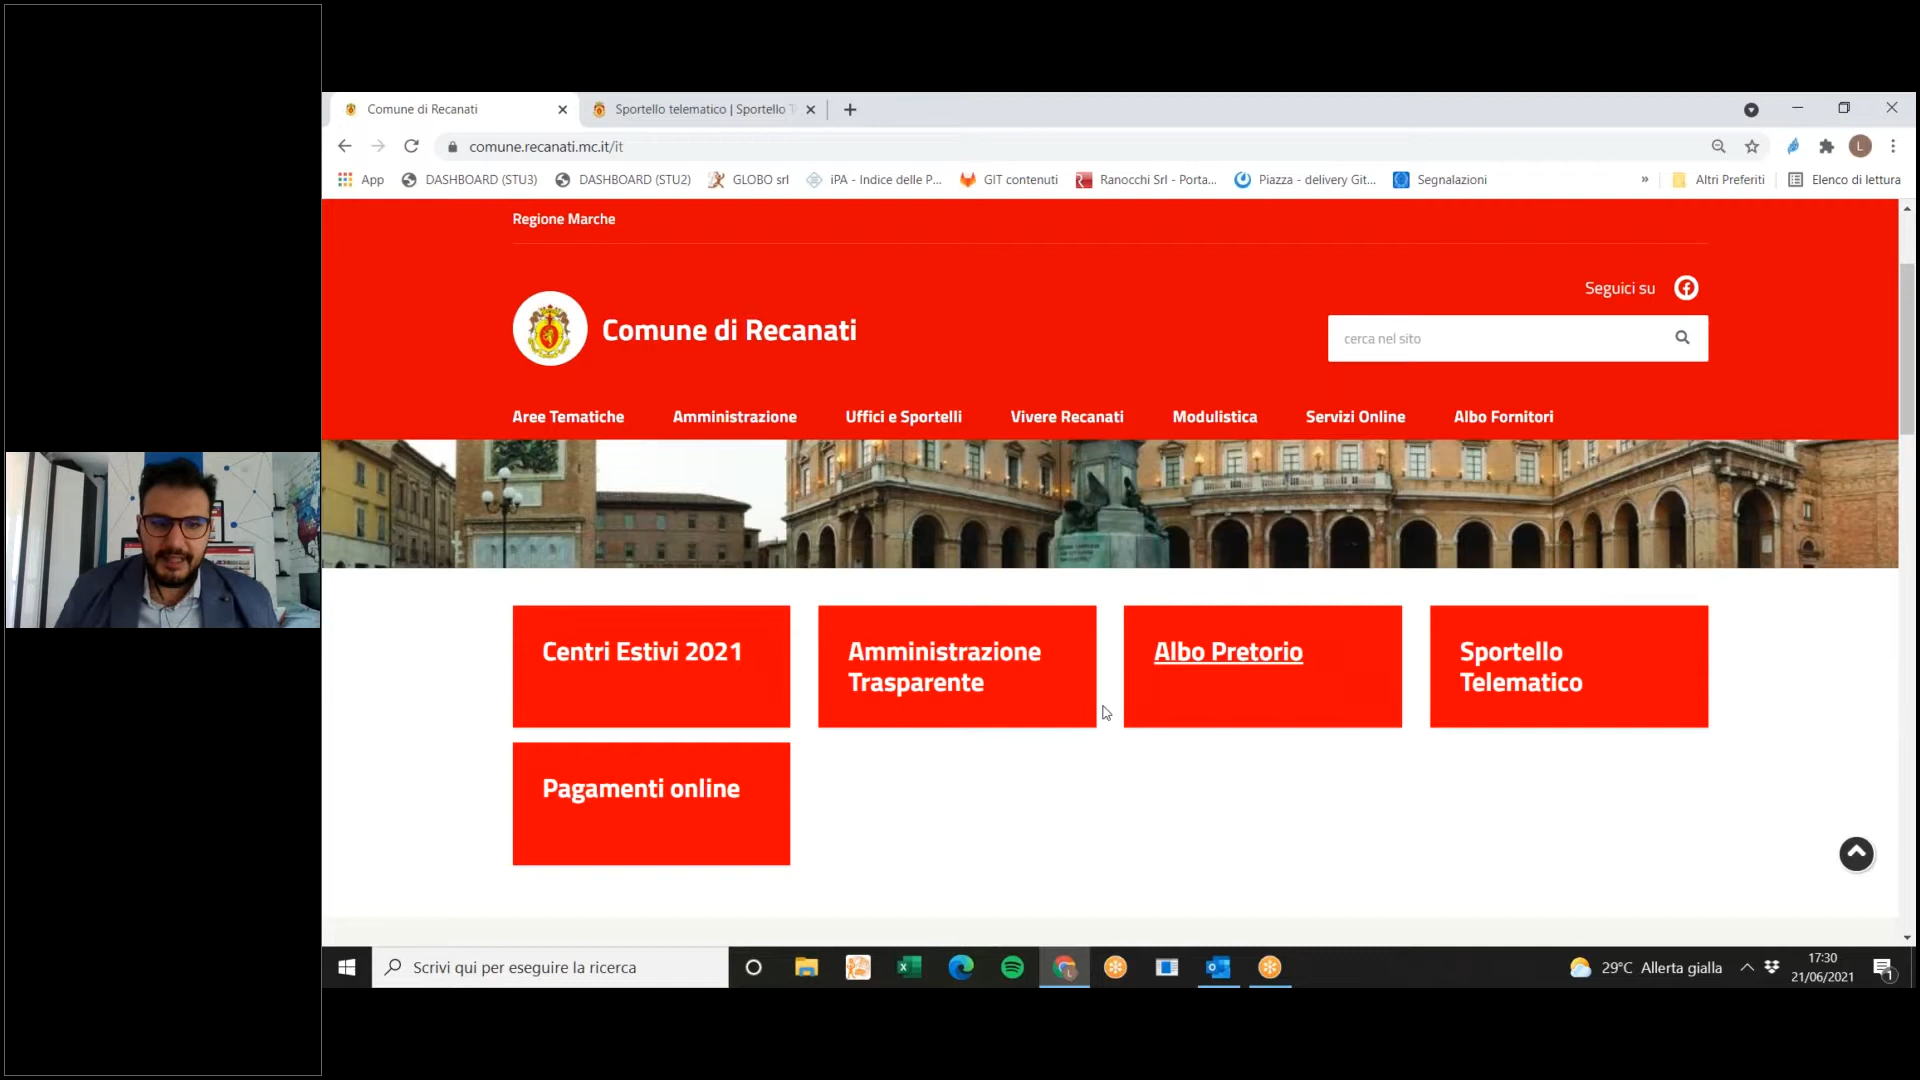 Comune di Recanati
Sportello telematico | Sportello T
comune.recanati.mc.it/it
L
App
DASHBOARD (STU3)
DASHBOARD (STU2)
GLOBO srl
iPA - Indice delle P...
GIT contenuti
Ranocchi Srl - Porta...
Piazza - delivery Git...
Segnalazioni
»
Altri Preferiti
Elenco di lettura
Regione Marche
Seguici su
Comune di Recanati
cerca nel sito
Aree Tematiche
Amministrazione
Uffici e Sportelli
Vivere Recanati
Modulistica
Servizi Online
Albo Fornitori
Centri Estivi 2021
Amministrazione
Trasparente
Albo Pretorio
Sportello
Telematico
Pagamenti online
Scrivi qui per eseguire la ricerca
29°C Allerta gialla
17:30
21/06/2021
1